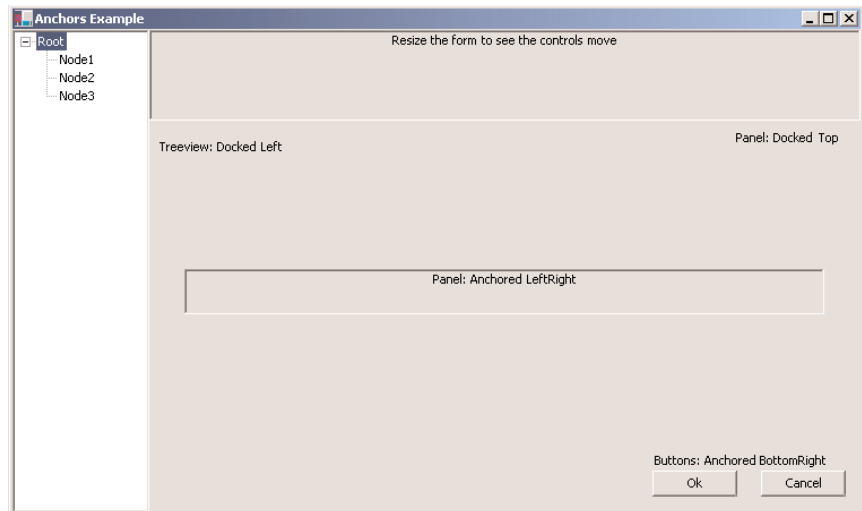 Anchors Example
Root
Node1
Node2
Node3
Resize the form to see the controls move
Treeview: Docked Left
Panel: Docked Top
Panel: Anchored LeftRight
Buttons: Anchored BottomRight
Ok
Cancel